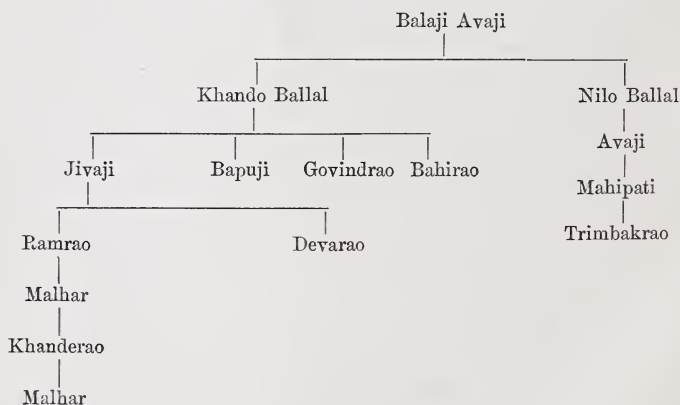 Balaji Avaji
Khando Ballal Nilo Ballal
Avaji
Jivaji Bapuji Govindrao Bahirao
Mahipati
Ramrao Devarao Trimbakrao
Malhar
Khanderao
Malhar